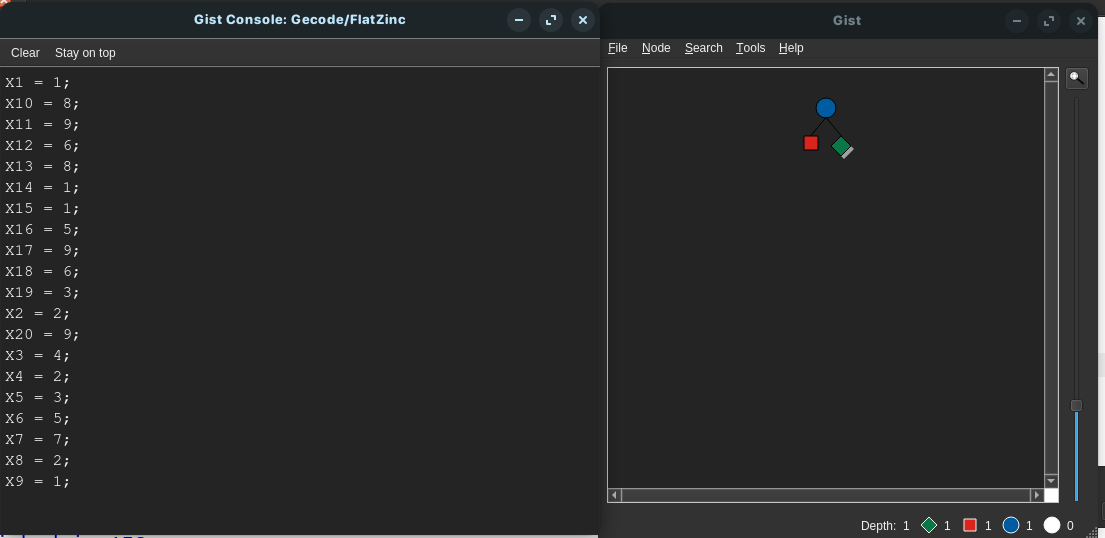 Gist Console: Gecode/FlatZinc
Clear Stay on top
X1 = 1;
X10 = 8;
X11 = 9;
X12 = 6;
X13 = 8;
X14 = 1;
X15 = 1;
X16 = 5;
X17 = 9;
X18 = 6;
X19 = 3;
X2 = 2;
X20 = 9;
X3 = 4;
X4 = 2;
X5 = 3;
X6 = 5;
X7 = 7;
X8 = 2;
X9 = 1;
Gist
File Node Search Tools Help
Depth: 1 1 1 1 0